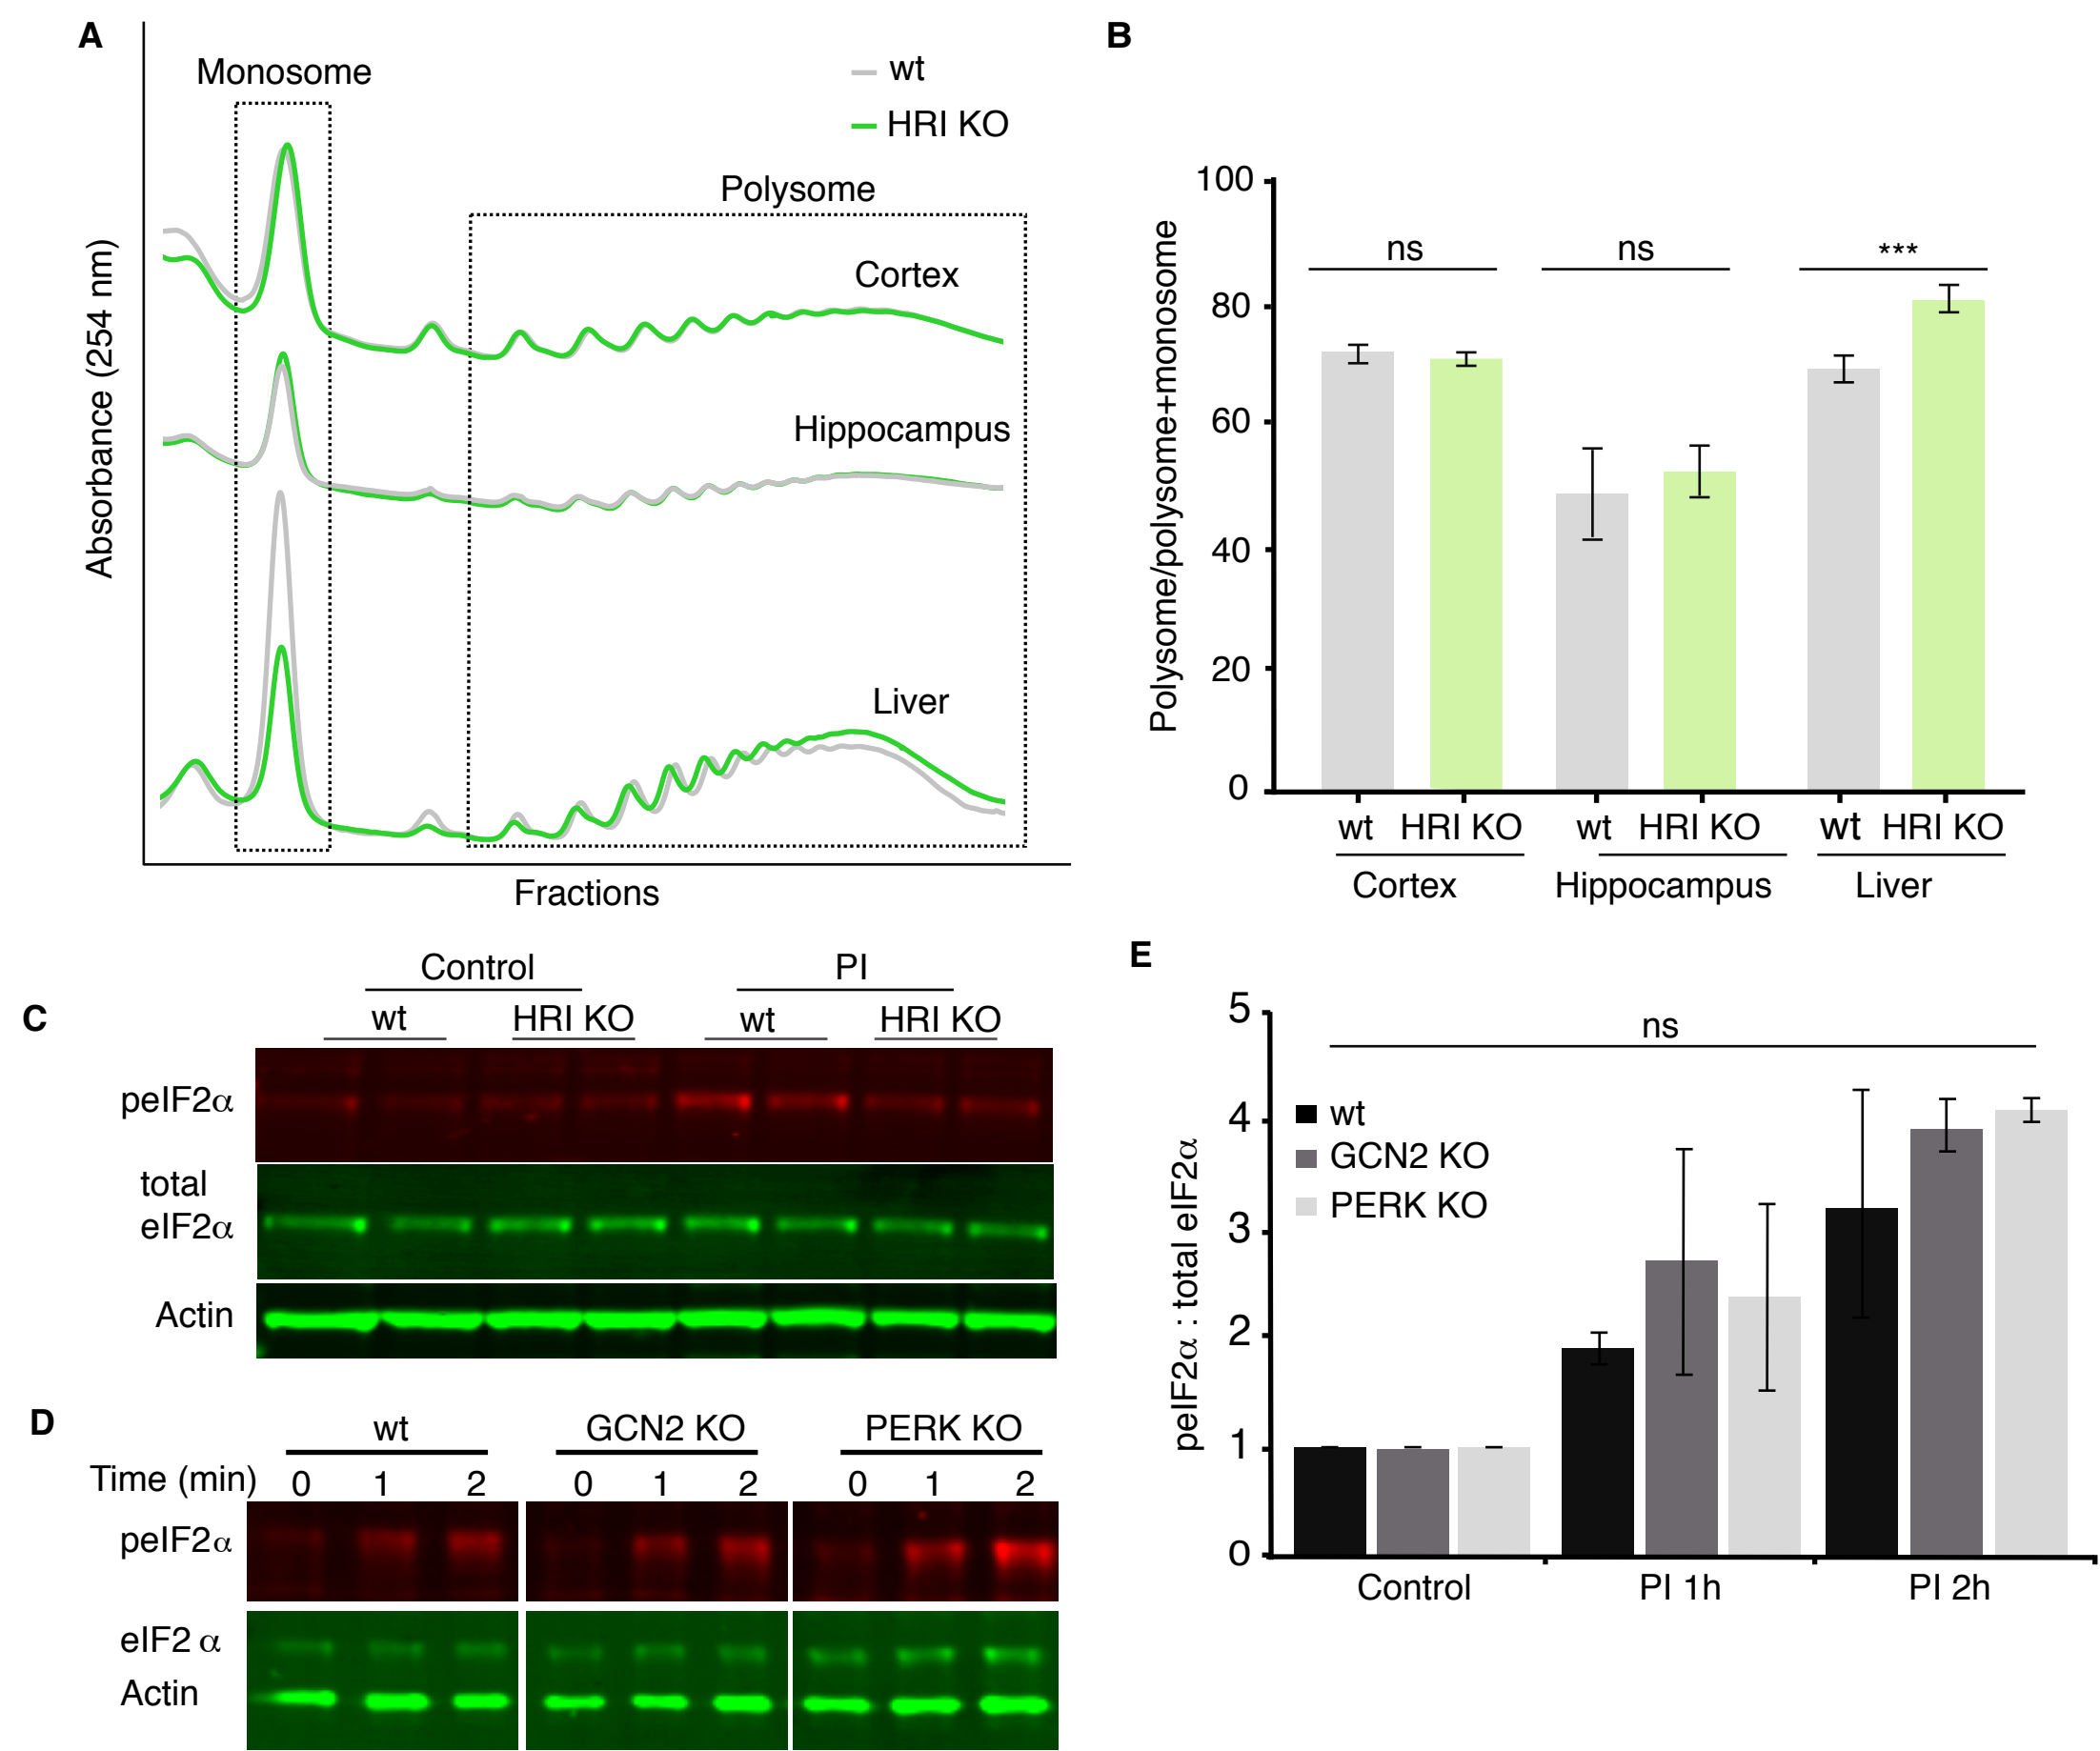 A
Monosome
wt
HRI KO
Polysome
Cortex
Hippocampus
Liver
Absorbance (254 nm)
Fractions
B
Polysome/polysome+monosome
100
80
60
40
20
0
ns
ns
***
wt HRI KO wt HRI KO wt HRI KO
Cortex Hippocampus Liver
C
Control PI
wt HRI KO wt HRI KO
peIF2α
total
eIF2α
Actin
D
wt GCN2 KO PERK KO
Time (min) 0 1 2 0 1 2 0 1 2
peIF2α
eIF2 α
Actin
E
peIF2α : total eIF2α
5
4
3
2
1
0
ns
wt
GCN2 KO
PERK KO
Control PI 1h PI 2h